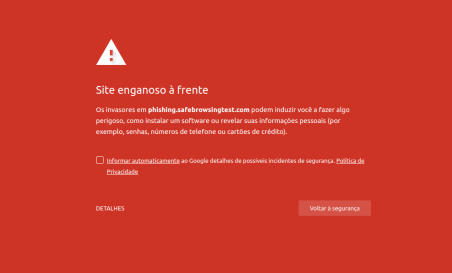 Site enganoso à frente
Os invasores em phishing.safebrowsingtest.com podem induzir você a fazer algo
perigoso, como instalar um software ou revelar suas informações pessoais (por
exemplo, senhas, números de telefone ou cartões de crédito).
Informar automaticamente ao Google detalhes de possíveis incidentes de segurança. Política de
Privacidade
DETALHES
Voltar à segurança